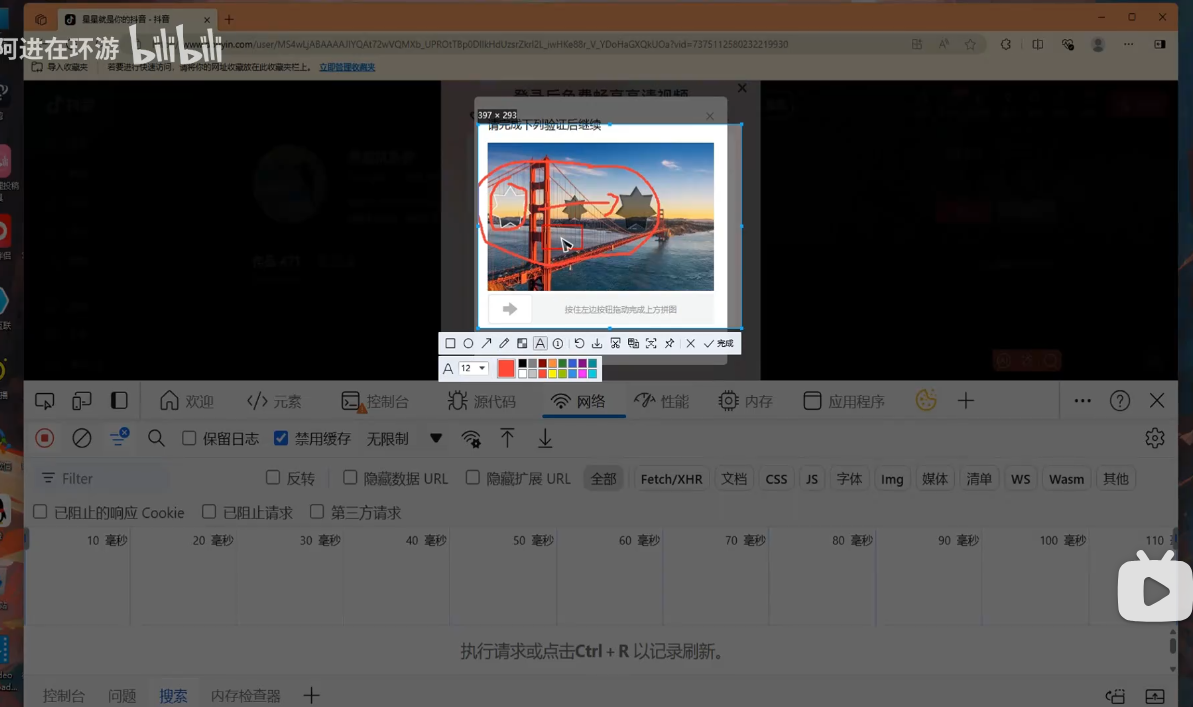 星星就是你的抖音 - 抖音
阿进在环游 bilibili
导入收藏夹
立即管理收藏夹
登录后免费畅享高清视频
397 × 293
请完成下列验证后继续
按住左边按钮拖动完成上方拼图
A
完成
A 12
欢迎
</> 元素
控制台
源代码
网络
性能
内存
应用程序
保留日志
禁用缓存
无限制
Filter
反转
隐藏数据 URL
隐藏扩展 URL
全部
Fetch/XHR
文档
CSS
JS
字体
Img
媒体
清单
WS
Wasm
其他
已阻止的响应 Cookie
已阻止请求
第三方请求
10 毫秒
20 毫秒
30 毫秒
40 毫秒
50 毫秒
60 毫秒
70 毫秒
80 毫秒
90 毫秒
100 毫秒
110
执行请求或点击Ctrl + R 以记录刷新。
控制台
问题
搜索
内存检查器